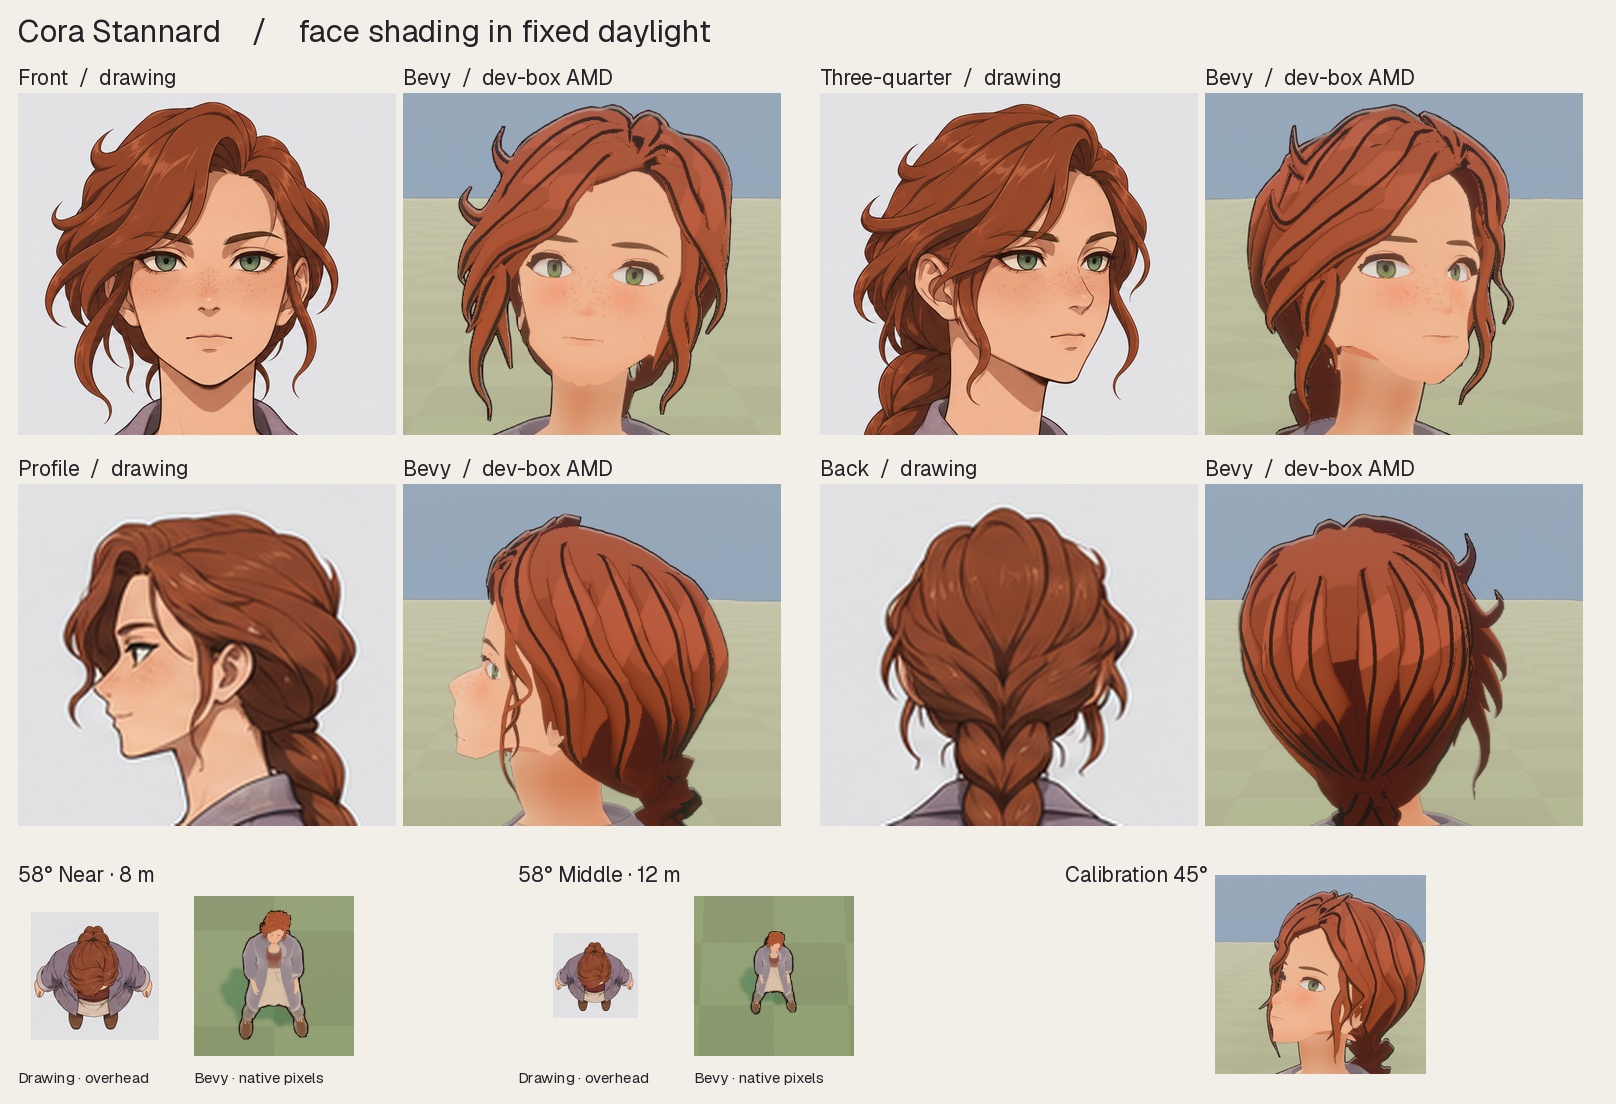 Cora Stannard / face shading in fixed daylight
Front / drawing
Bevy / dev-box AMD
Three-quarter / drawing
Bevy / dev-box AMD
Profile / drawing
Bevy / dev-box AMD
Back / drawing
Bevy / dev-box AMD
58° Near · 8 m
58° Middle · 12 m
Calibration 45°
Drawing · overhead
Bevy · native pixels
Drawing · overhead
Bevy · native pixels